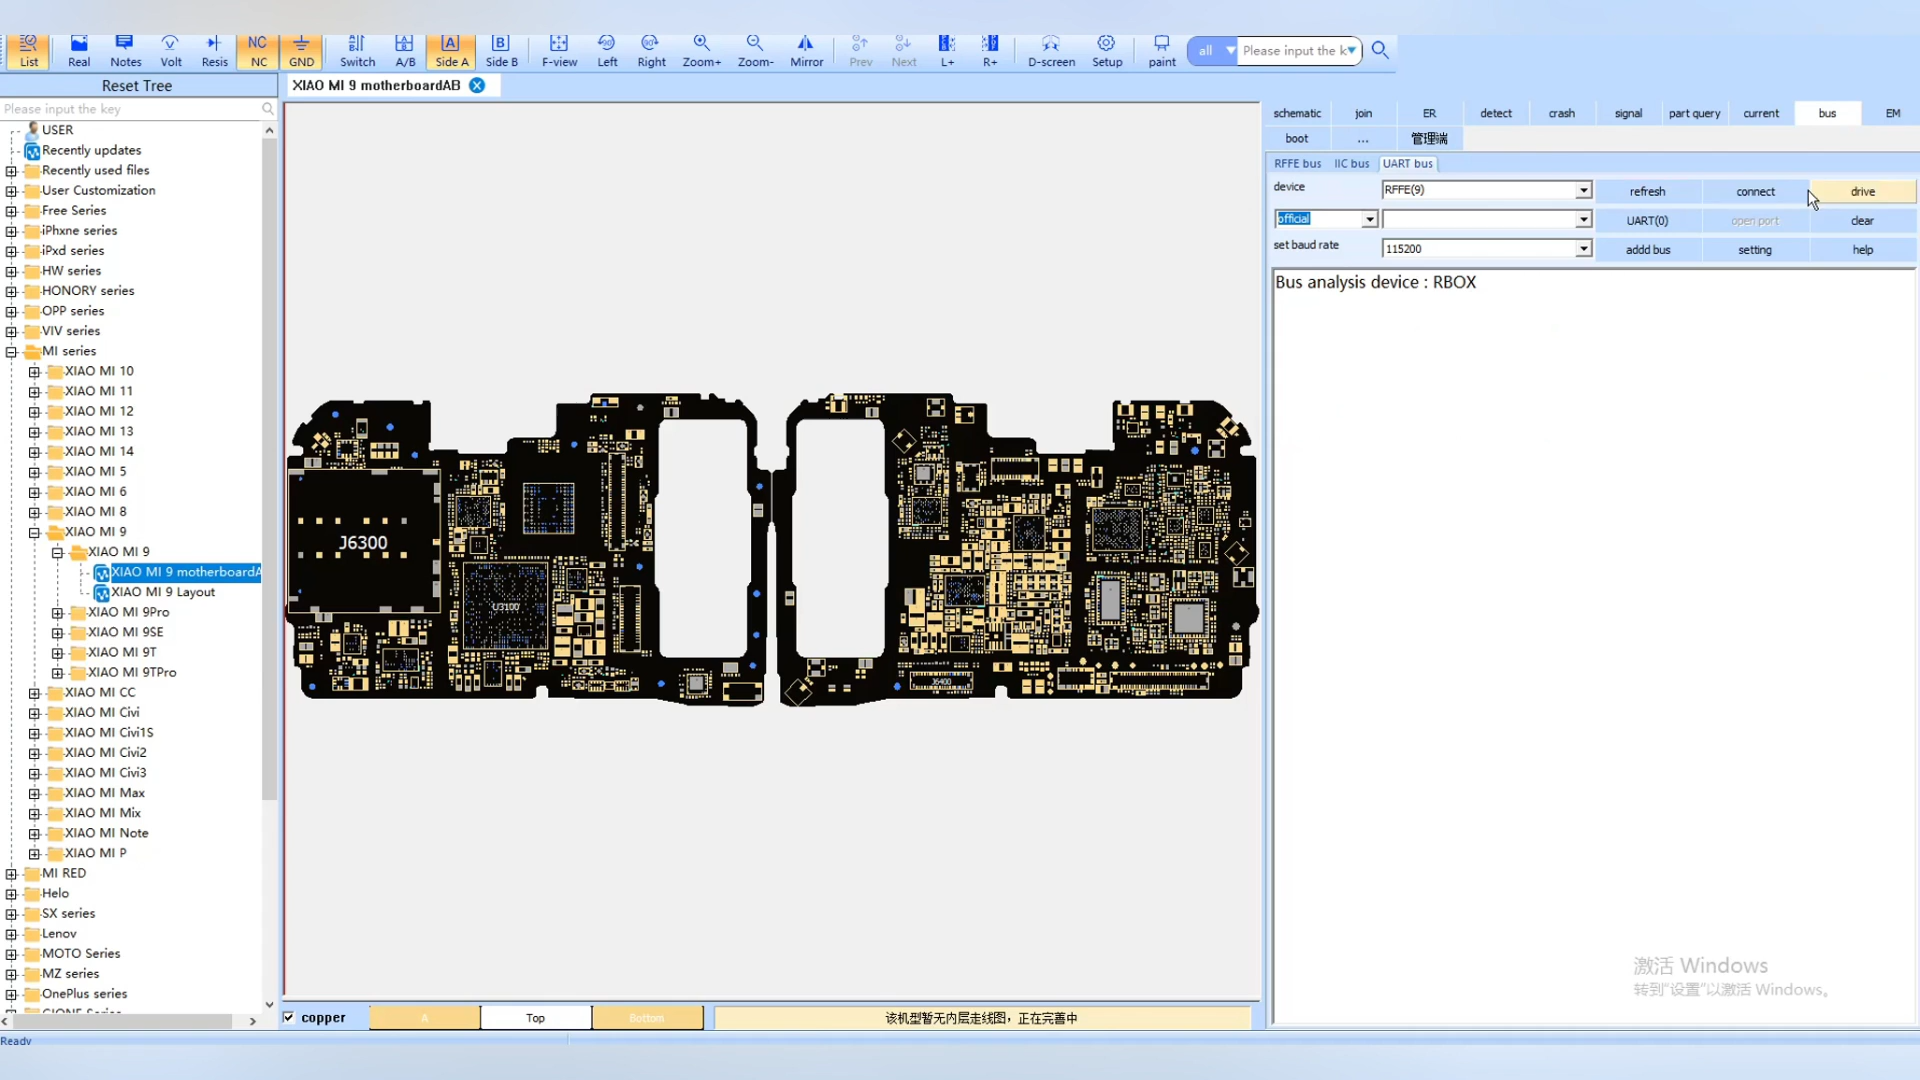 List Real Notes Volt Resis NC NC GND Switch A/B A Side A B Side B F-view Left Right Zoom+ Zoom- Mirror Prev Next L+ R+ D-screen Setup paint all Please input the k
Reset Tree
XIAO MI 9 motherboardAB
Please input the key
USER
Recently updates
Recently used files
User Customization
Free Series
iPhxne series
iPxd series
HW series
HONORY series
OPP series
VIV series
MI series
XIAO MI 10
XIAO MI 11
XIAO MI 12
XIAO MI 13
XIAO MI 14
XIAO MI 5
XIAO MI 6
XIAO MI 8
XIAO MI 9
XIAO MI 9
XIAO MI 9 motherboardA
XIAO MI 9 Layout
XIAO MI 9Pro
XIAO MI 9SE
XIAO MI 9T
XIAO MI 9TPro
XIAO MI CC
XIAO MI Civi
XIAO MI Civi1S
XIAO MI Civi2
XIAO MI Civi3
XIAO MI Max
XIAO MI Mix
XIAO MI Note
XIAO MI P
MI RED
Helo
SX series
Lenov
MOTO Series
MZ series
OnePlus series
J6300
U3100
J6400
copper A Top Bottom 该机型暂无内层走线图，正在完善中
Ready
schematic join ER detect crash signal part query current bus EM
boot ... 管理端
RFFE bus IIC bus UART bus
device RFFE(9) refresh connect drive
official UART(0) open port clear
set baud rate 115200 addd bus setting help
Bus analysis device : RBOX
激活 Windows
转到"设置"以激活 Windows。